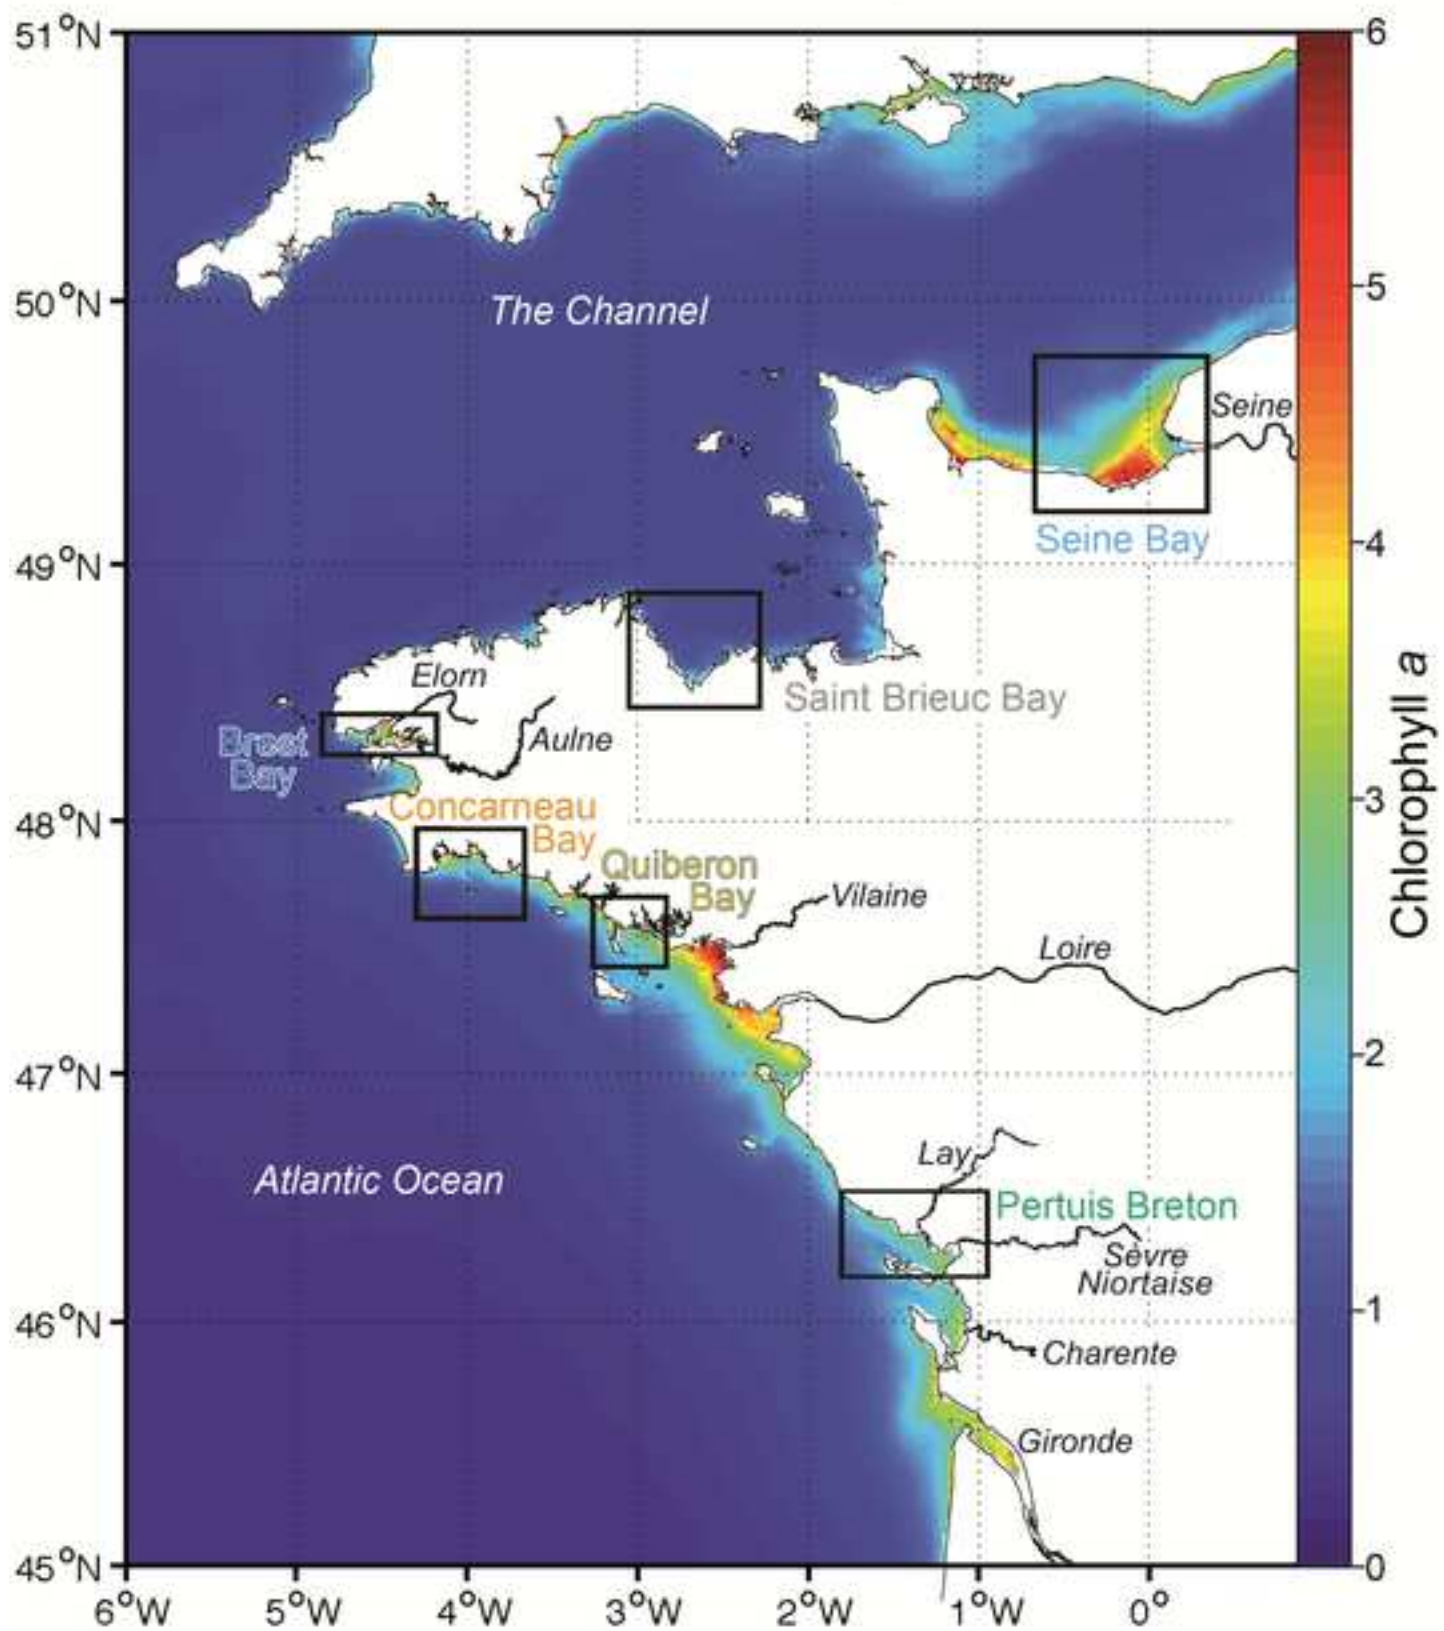 51°N
50°N
49°N
48°N
47°N
46°N
45°N
6°W
5°W
4°W
3°W
2°W
1°W
0°
The Channel
Seine
Seine Bay
Saint Brieuc Bay
Elorn
Aulne
Brest
Bay
Concarneau
Bay
Quiberon
Bay
Vilaine
Loire
Atlantic Ocean
Lay
Pertuis Breton
Sèvre
Niortaise
Charente
Gironde
6
5
4
3
2
1
0
Chlorophyll a